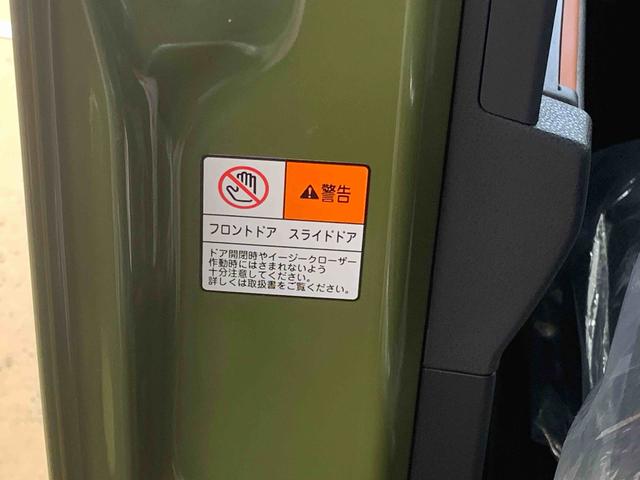 警告
フロントドア スライドドア
ドア開閉時やイージークローザー
作動時にはさまれないよう
十分注意してください。
詳しくは取扱書をご覧ください。